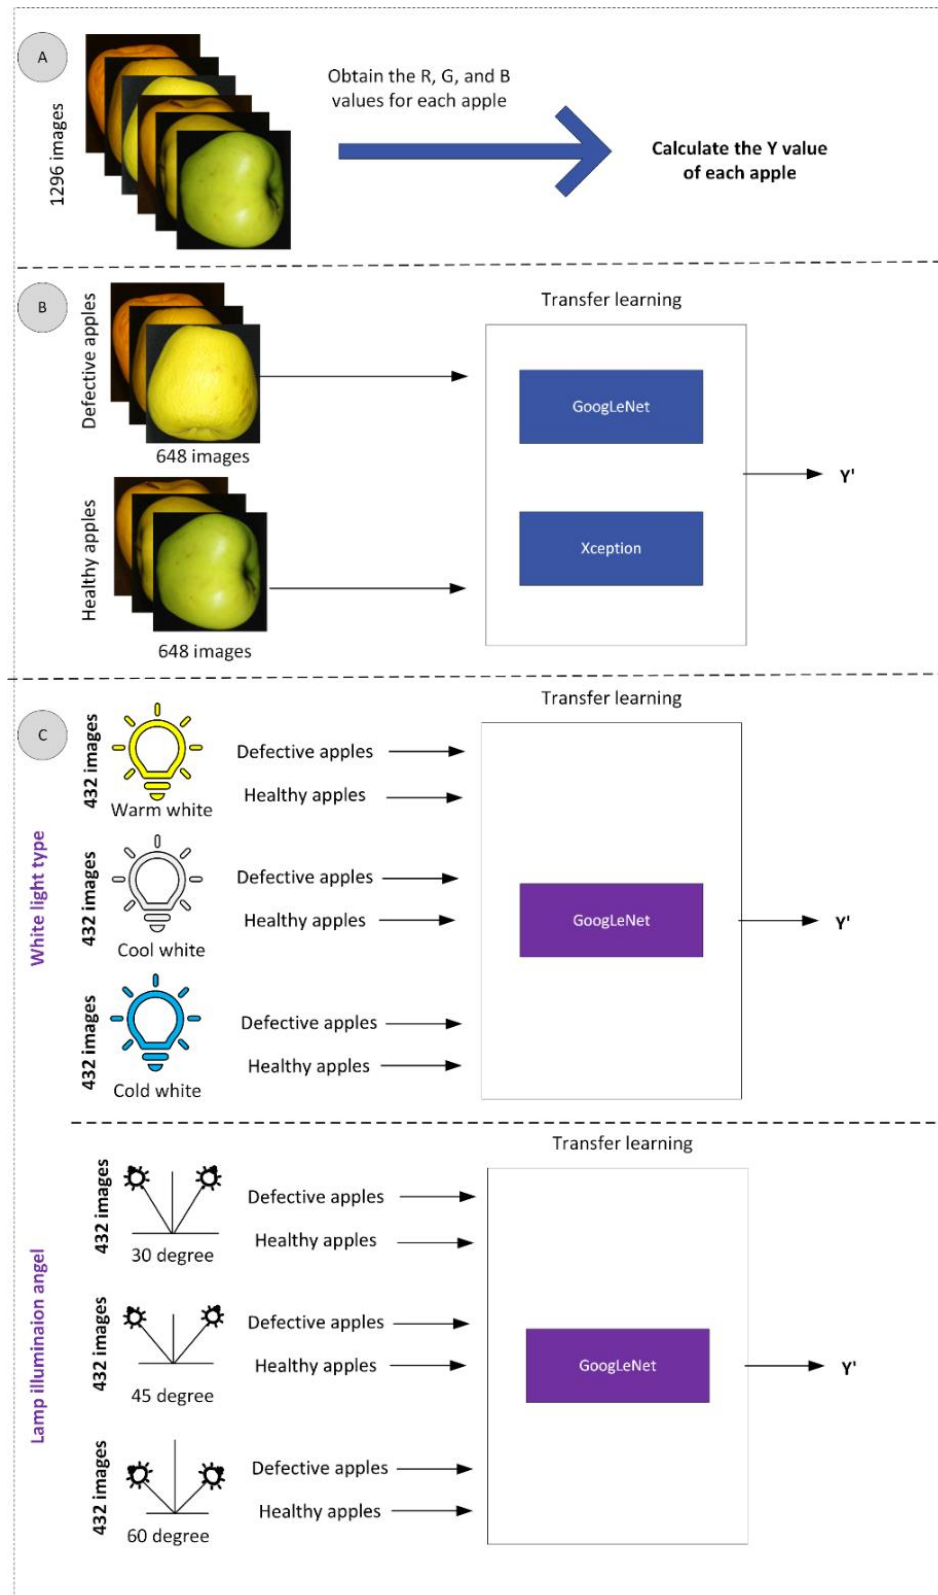 A
1296 images
Obtain the R, G, and B
values for each apple
Calculate the Y value
of each apple
B
Defective apples
648 images
Healthy apples
648 images
Transfer learning
GoogLeNet
Xception
Y'
C
White light type
432 images
Warm white
Defective apples
Healthy apples
432 images
Cool white
Defective apples
Healthy apples
432 images
Cold white
Defective apples
Healthy apples
Transfer learning
GoogLeNet
Y'
Lamp illuminaion angel
432 images
30 degree
Defective apples
Healthy apples
432 images
45 degree
Defective apples
Healthy apples
432 images
60 degree
Defective apples
Healthy apples
Transfer learning
GoogLeNet
Y'